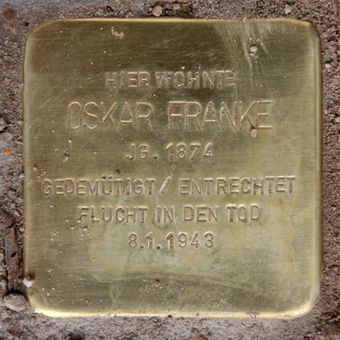 HIER WOHNTE
OSKAR FRANKE
JG. 1874
GEDEMÜTIGT / ENTRECHTET
FLUCHT IN DEN TOD
8.1.1943